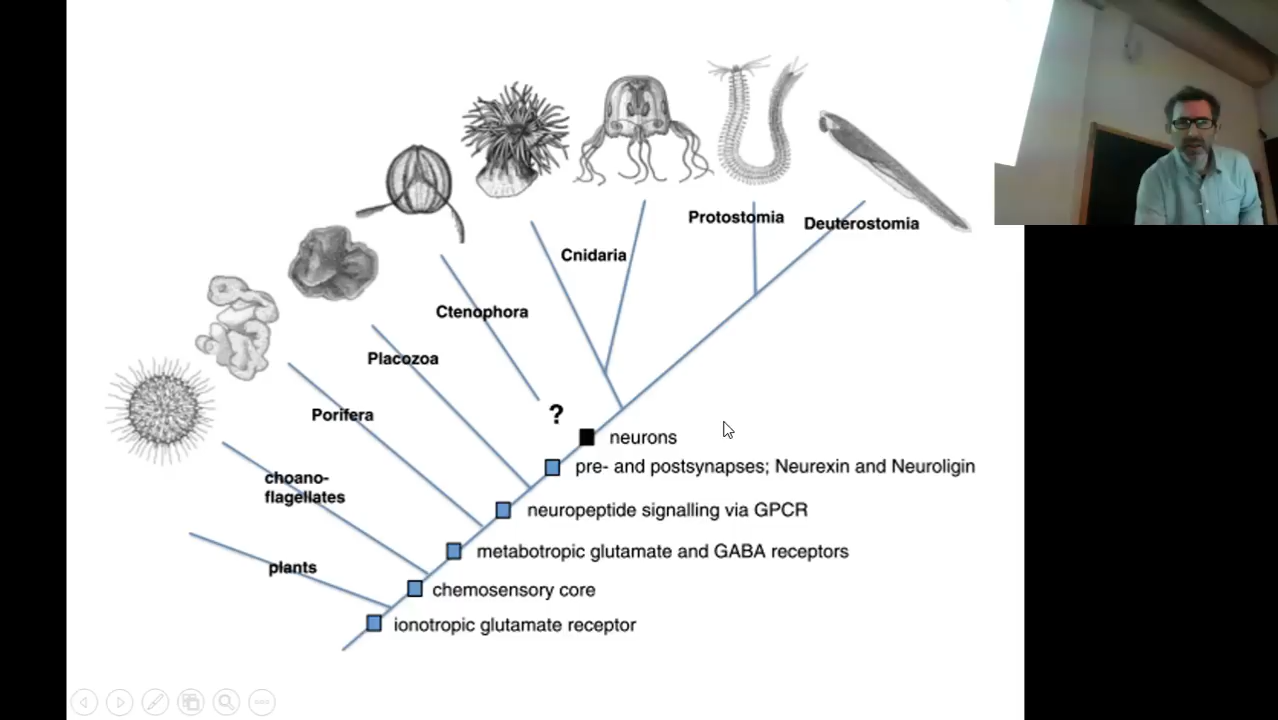 Protostomia
Deuterostomia
Cnidaria
Ctenophora
Placozoa
Porifera
choano-
flagellates
plants
?
neurons
pre- and postsynapses; Neurexin and Neuroligin
neuropeptide signalling via GPCR
metabotropic glutamate and GABA receptors
chemosensory core
ionotropic glutamate receptor